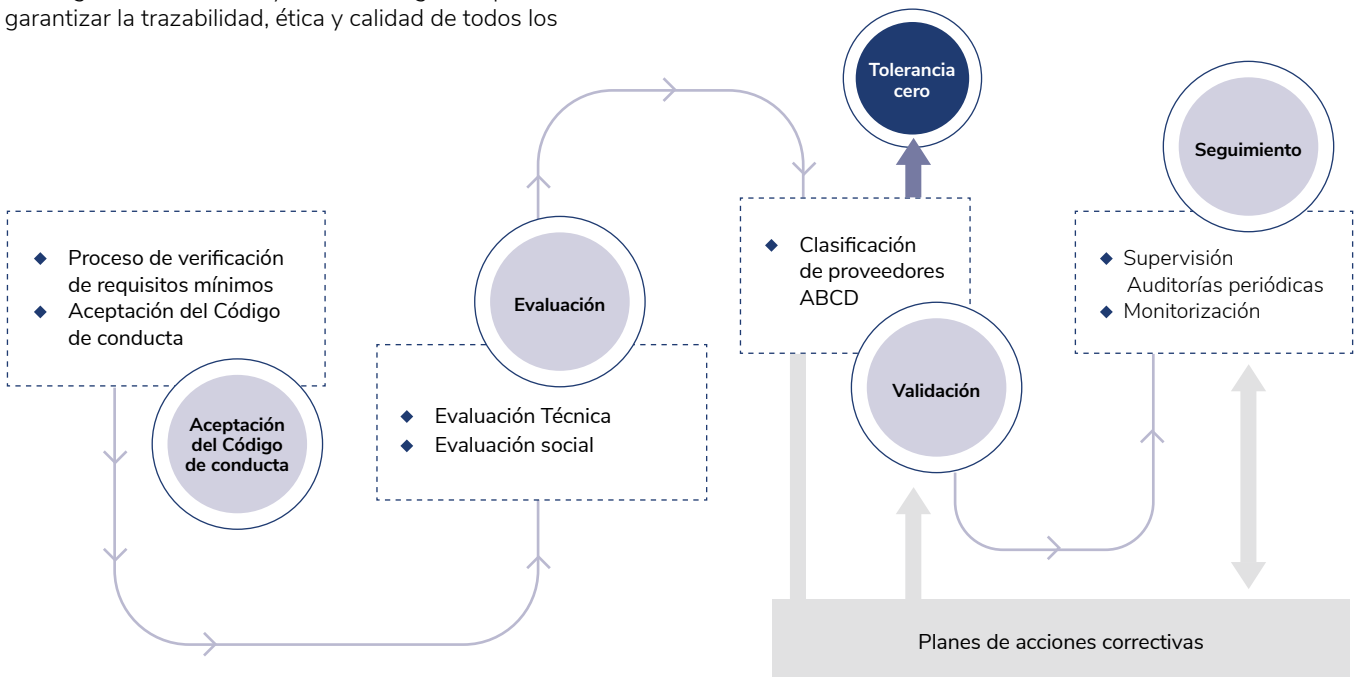 garantizar la trazabilidad, ética y calidad de todos los
Proceso de verificación
de requisitos mínimos
Aceptación del Código
de conducta
Aceptación
del Código
de conducta
Evaluación
Evaluación Técnica
Evaluación social
Tolerancia
cero
Clasificación
de proveedores
ABCD
Validación
Seguimiento
Supervisión
Auditorías periódicas
Monitorización
Planes de acciones correctivas